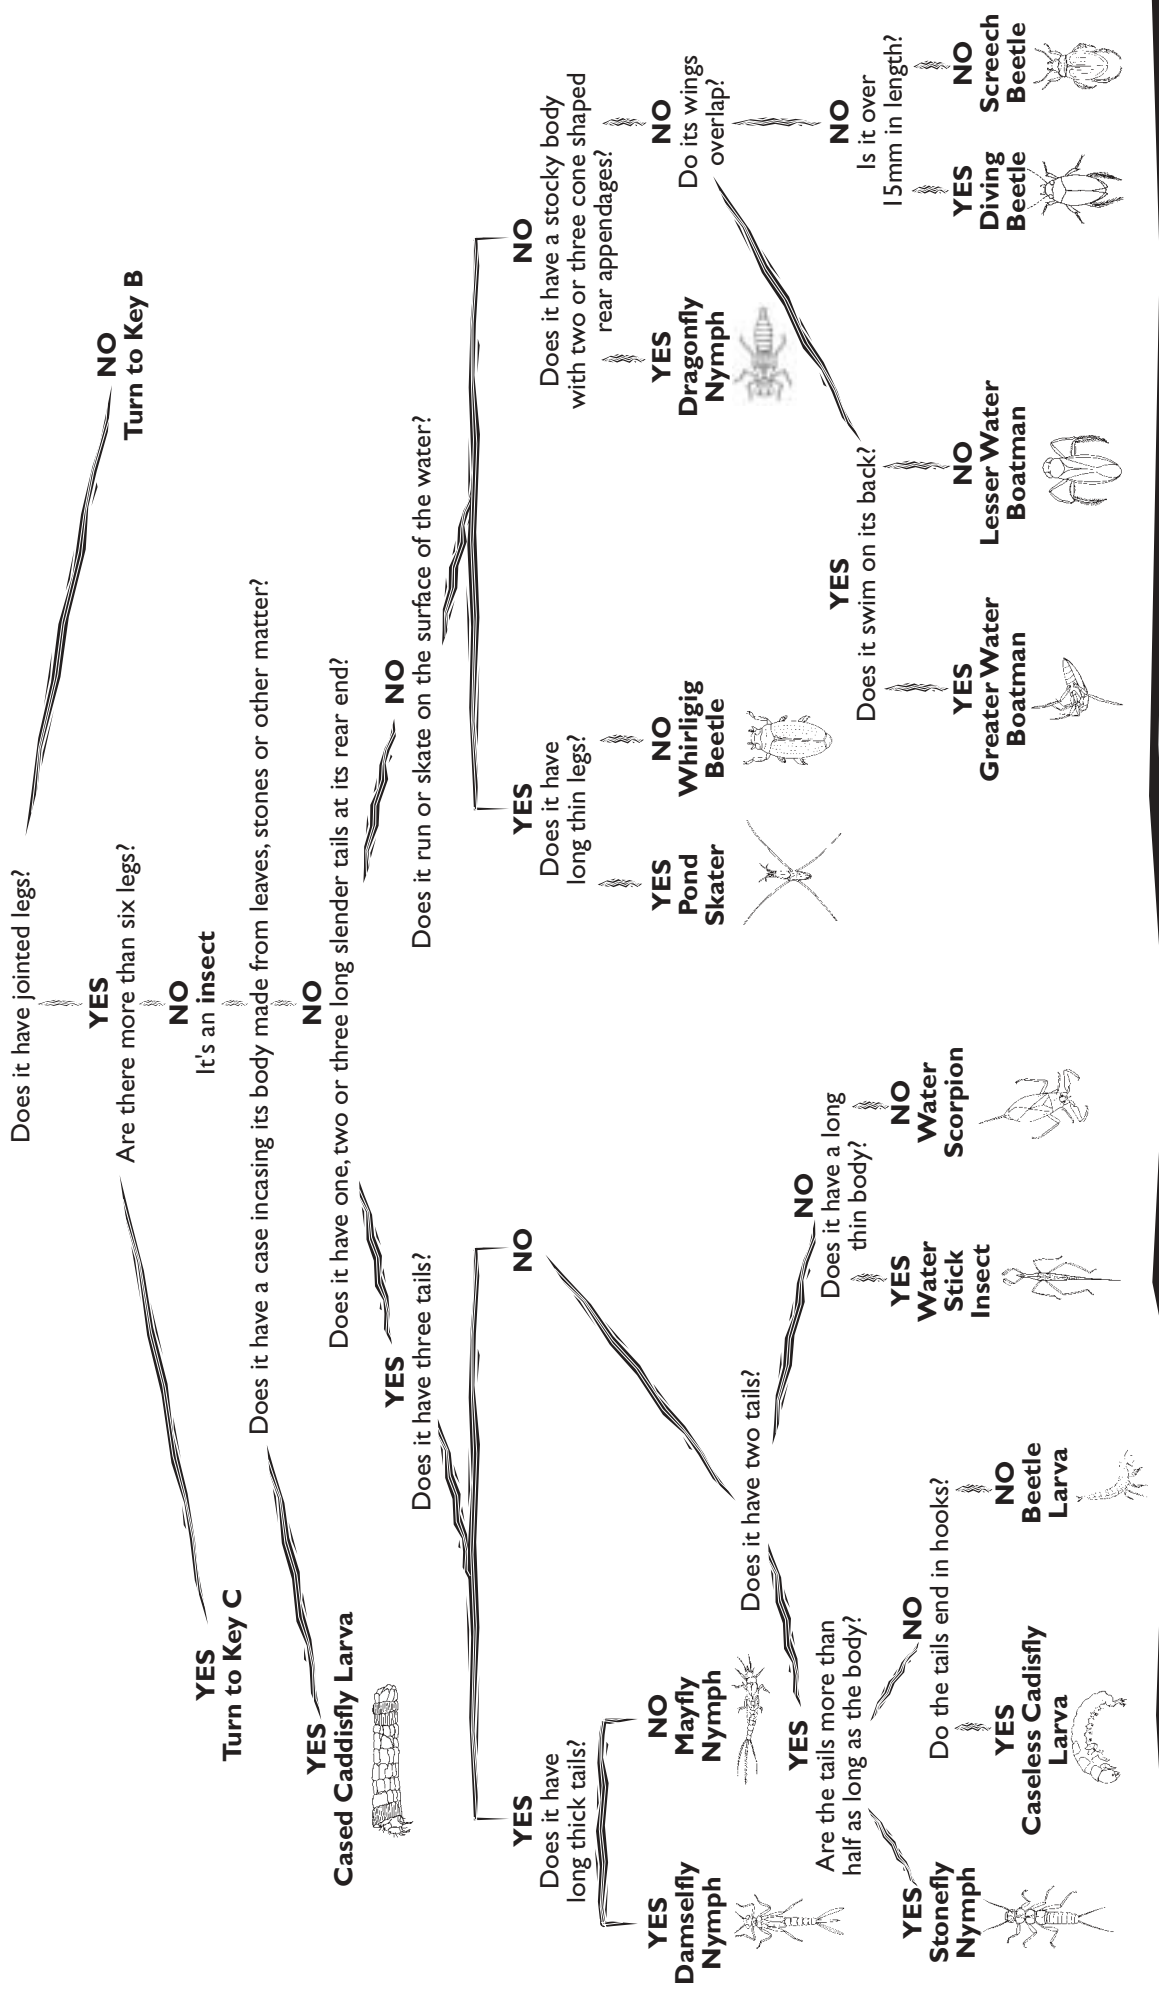 Does it have jointed legs?
NO
Turn to Key B
YES
Are there more than six legs?
YES
Turn to Key C
NO
It's an insect
Does it have a case incasing its body made from leaves, stones or other matter?
YES
Cased Caddisfly Larva
NO
Does it have one, two or three long slender tails at its rear end?
YES
Does it have three tails?
YES
Does it have
long thick tails?
YES
Damselfly
Nymph
NO
Mayfly
Nymph
NO
Does it have two tails?
YES
Are the tails more than
half as long as the body?
YES
Stonefly
Nymph
NO
Do the tails end in hooks?
YES
Caseless Cadisfly
Larva
NO
Beetle
Larva
NO
Does it have a long
thin body?
YES
Water
Stick
Insect
NO
Water
Scorpion
NO
Does it run or skate on the surface of the water?
YES
Does it have
long thin legs?
YES
Pond
Skater
NO
Whirligig
Beetle
NO
Does it have a stocky body
with two or three cone shaped
rear appendages?
YES
Dragonfly
Nymph
NO
Do its wings
overlap?
YES
Does it swim on its back?
YES
Greater Water
Boatman
NO
Lesser Water
Boatman
NO
Is it over
15mm in length?
YES
Diving
Beetle
NO
Screech
Beetle